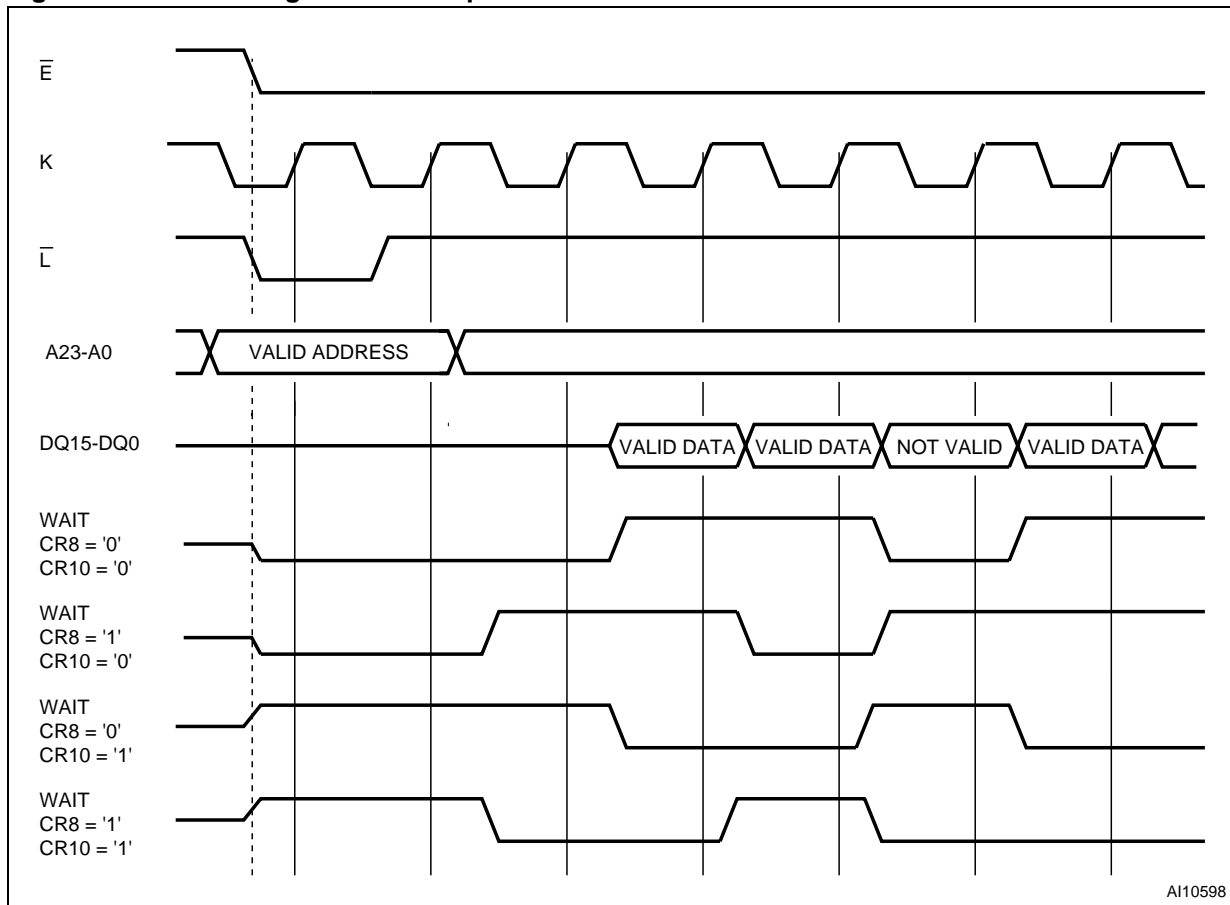 E
K
L
A23-A0
VALID ADDRESS
DQ15-DQ0
VALID DATA
VALID DATA
NOT VALID
VALID DATA
WAIT
CR8 = '0'
CR10 = '0'
WAIT
CR8 = '1'
CR10 = '0'
WAIT
CR8 = '0'
CR10 = '1'
WAIT
CR8 = '1'
CR10 = '1'
AI10598